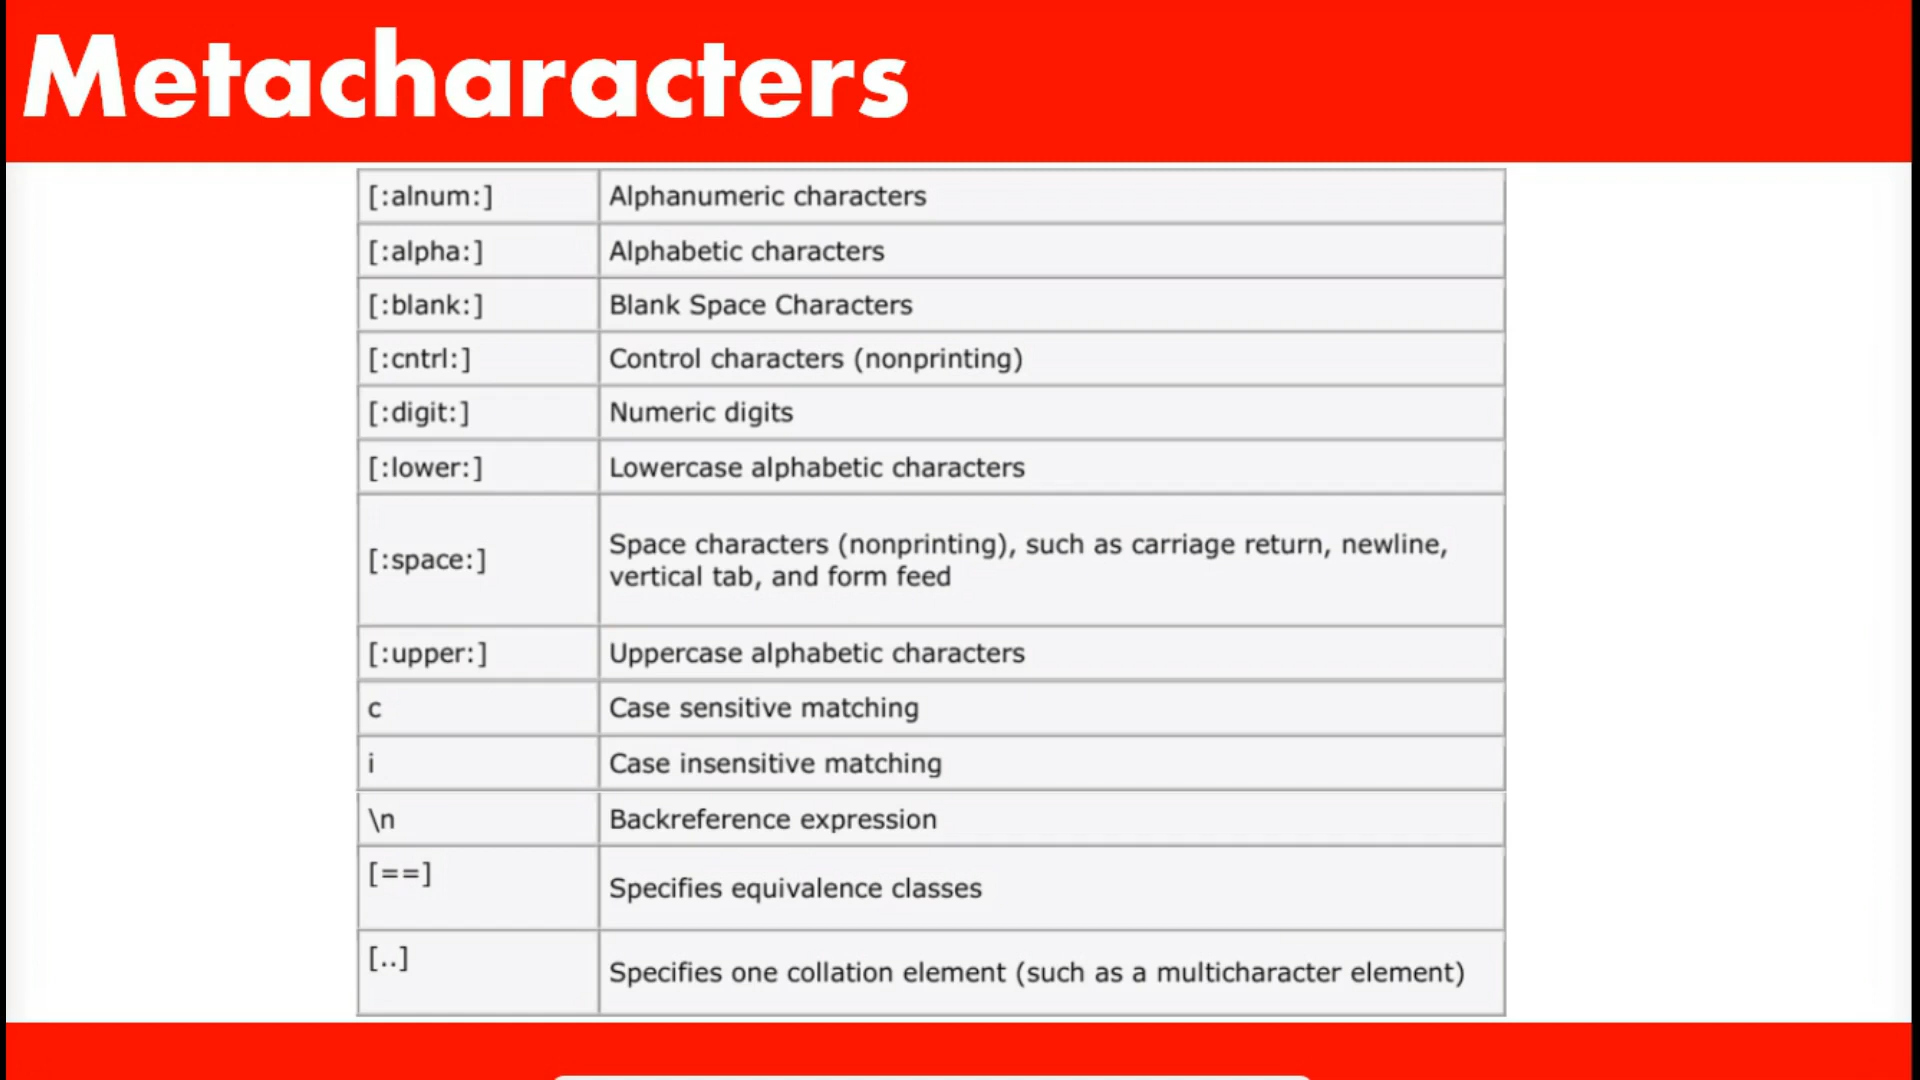 Metacharacters
[:alnum:] Alphanumeric characters
[:alpha:] Alphabetic characters
[:blank:] Blank Space Characters
[:cntrl:] Control characters (nonprinting)
[:digit:] Numeric digits
[:lower:] Lowercase alphabetic characters
[:space:] Space characters (nonprinting), such as carriage return, newline,
vertical tab, and form feed
[:upper:] Uppercase alphabetic characters
c Case sensitive matching
i Case insensitive matching
\n Backreference expression
[==] Specifies equivalence classes
[..] Specifies one collation element (such as a multicharacter element)